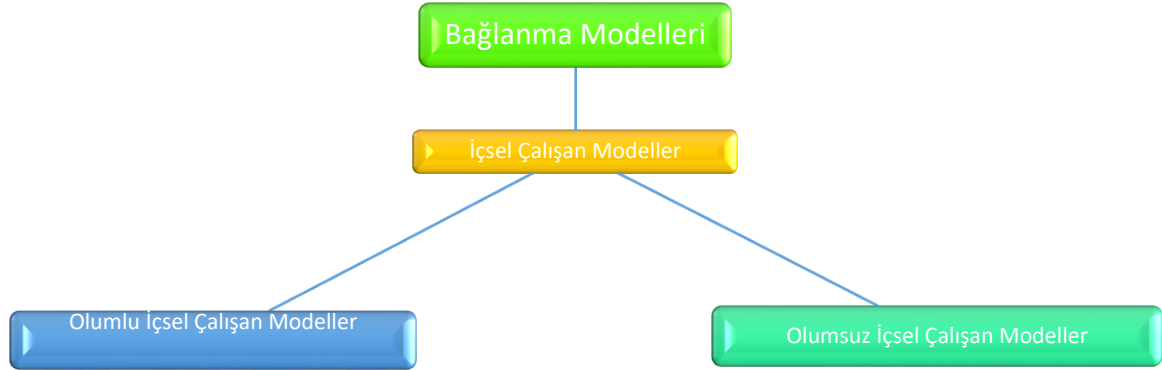 Bağlanma Modelleri
İçsel Çalışan Modeller
Olumlu İçsel Çalışan Modeller
Olumsuz İçsel Çalışan Modeller